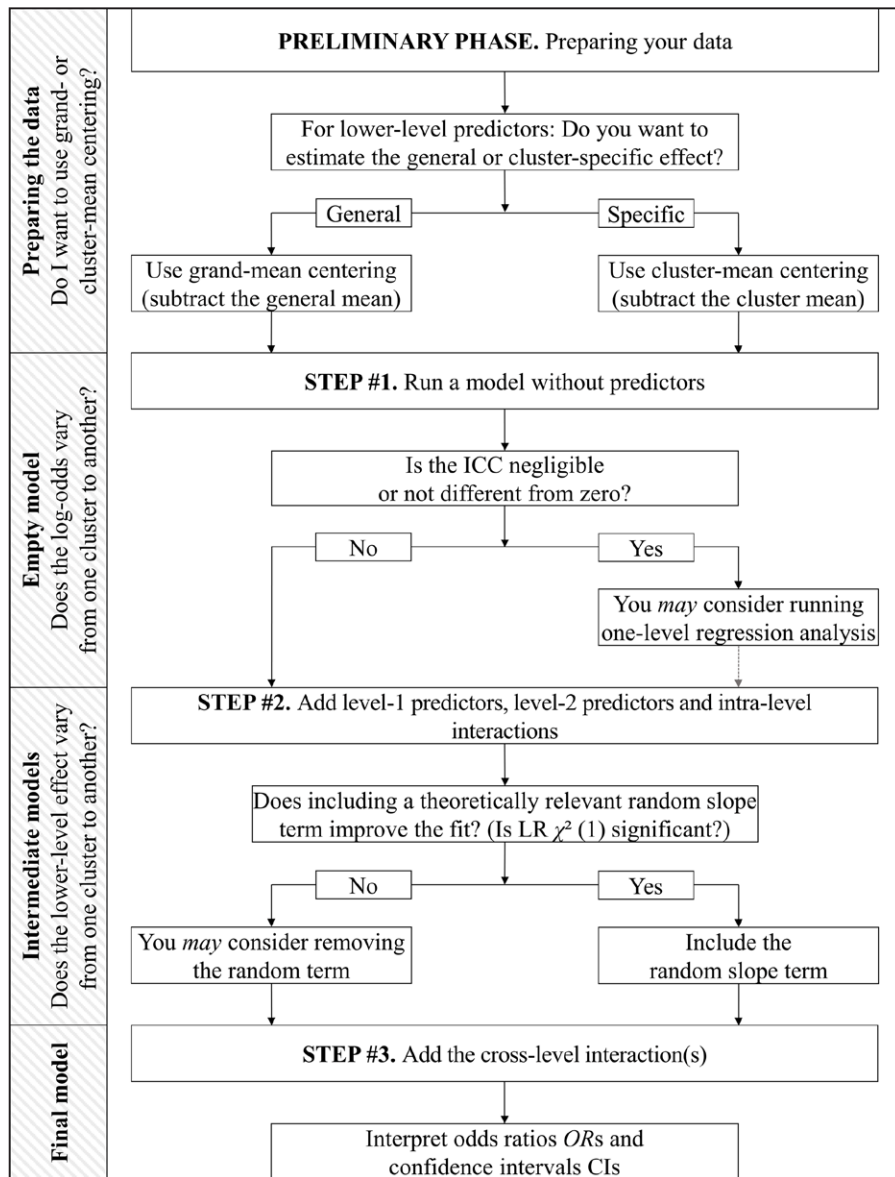 Preparing the data
Do I want to use grand- or
cluster-mean centering?
PRELIMINARY PHASE. Preparing your data
For lower-level predictors: Do you want to
estimate the general or cluster-specific effect?
General
Specific
Use grand-mean centering
(subtract the general mean)
Use cluster-mean centering
(subtract the cluster mean)
Empty model
Does the log-odds vary
from one cluster to another?
STEP #1. Run a model without predictors
Is the ICC negligible
or not different from zero?
No
Yes
You may consider running
one-level regression analysis
Intermediate models
Does the lower-level effect vary
from one cluster to another?
STEP #2. Add level-1 predictors, level-2 predictors and intra-level
interactions
Does including a theoretically relevant random slope
term improve the fit? (Is LR χ² (1) significant?)
No
Yes
You may consider removing
the random term
Include the
random slope term
Final model
STEP #3. Add the cross-level interaction(s)
Interpret odds ratios ORs and
confidence intervals CIs